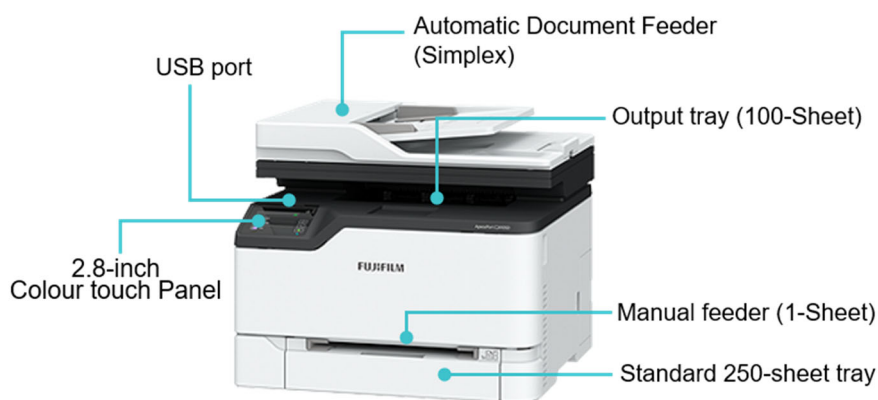 Automatic Document Feeder
(Simplex)
USB port
Output tray (100-Sheet)
2.8-inch
Colour touch Panel
FUJIFILM
Manual feeder (1-Sheet)
Standard 250-sheet tray